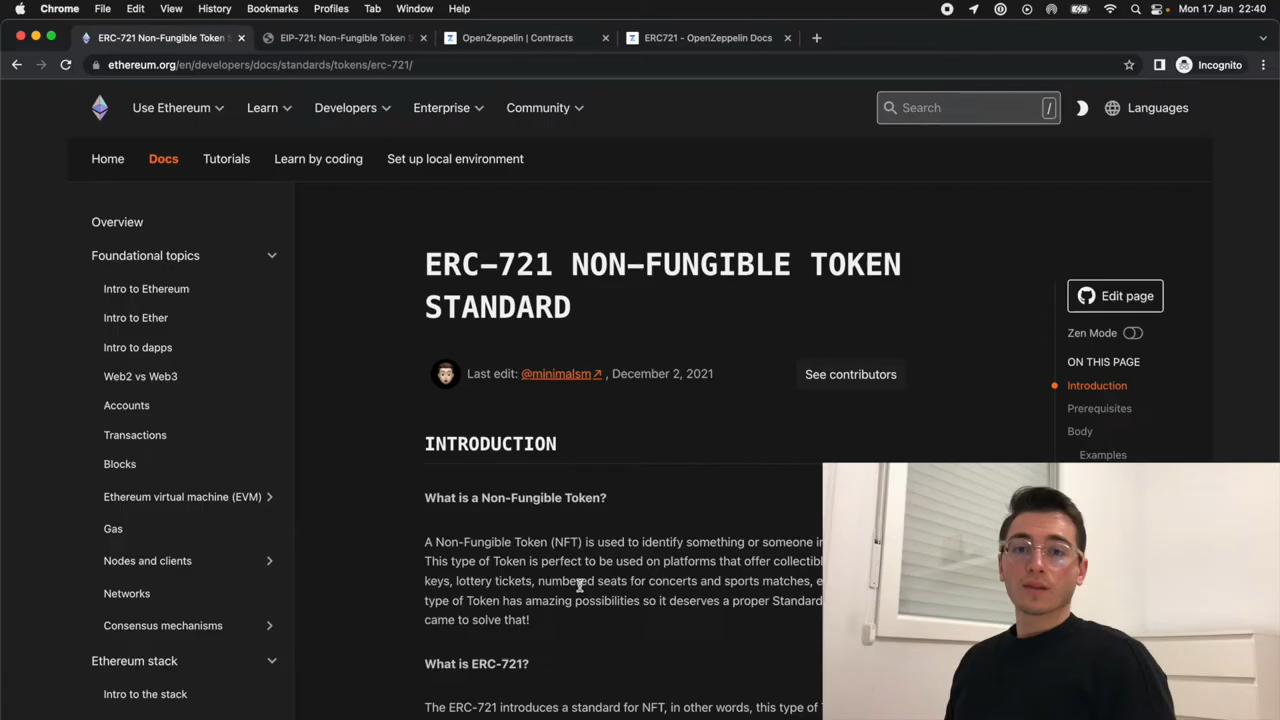 Chrome File Edit View History Bookmarks Profiles Tab Window Help Mon 17 Jan 22:40
ERC-721 Non-Fungible Token S EIP-721: Non-Fungible Token S OpenZeppelin | Contracts ERC721 - OpenZeppelin Docs
ethereum.org/en/developers/docs/standards/tokens/erc-721/ Incognito
Use Ethereum Learn Developers Enterprise Community Search / Languages
Home Docs Tutorials Learn by coding Set up local environment
Overview
Foundational topics
Intro to Ethereum
Intro to Ether
Intro to dapps
Web2 vs Web3
Accounts
Transactions
Blocks
Ethereum virtual machine (EVM)
Gas
Nodes and clients
Networks
Consensus mechanisms
Ethereum stack
Intro to the stack
ERC-721 NON-FUNGIBLE TOKEN
STANDARD
Last edit: @minimalsm↗, December 2, 2021 See contributors
INTRODUCTION
What is a Non-Fungible Token?
A Non-Fungible Token (NFT) is used to identify something or someone in
This type of Token is perfect to be used on platforms that offer collectib
keys, lottery tickets, numbered seats for concerts and sports matches, e
type of Token has amazing possibilities so it deserves a proper Standard
came to solve that!
What is ERC-721?
The ERC-721 introduces a standard for NFT, in other words, this type of
Edit page
Zen Mode
ON THIS PAGE
Introduction
Prerequisites
Body
Examples